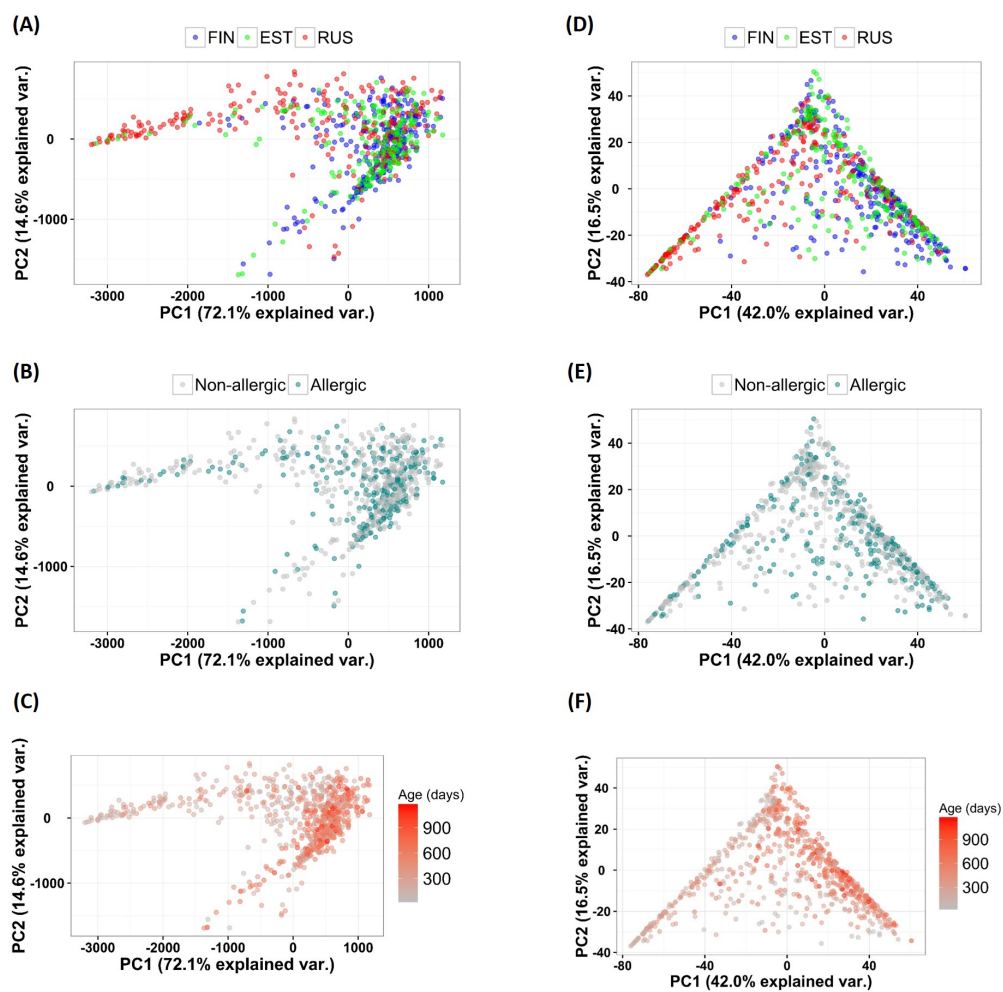 (A)
FIN EST RUS
PC2 (14.6% explained var.)
0
-1000
-3000 -2000 -1000 0 1000
PC1 (72.1% explained var.)
(D)
FIN EST RUS
PC2 (16.5% explained var.)
40
20
0
-20
-40
-80 -40 0 40
PC1 (42.0% explained var.)
(B)
Non-allergic Allergic
PC2 (14.6% explained var.)
0
-1000
-3000 -2000 -1000 0 1000
PC1 (72.1% explained var.)
(E)
Non-allergic Allergic
PC2 (16.5% explained var.)
40
20
0
-20
-40
-80 -40 0 40
PC1 (42.0% explained var.)
(C)
PC2 (14.6% explained var.)
0
-1000
-3000 -2000 -1000 0 1000
PC1 (72.1% explained var.)
Age (days)
900
600
300
(F)
PC2 (16.5% explained var.)
40
20
0
-20
-40
-80 -40 0 40
PC1 (42.0% explained var.)
Age (days)
900
600
300